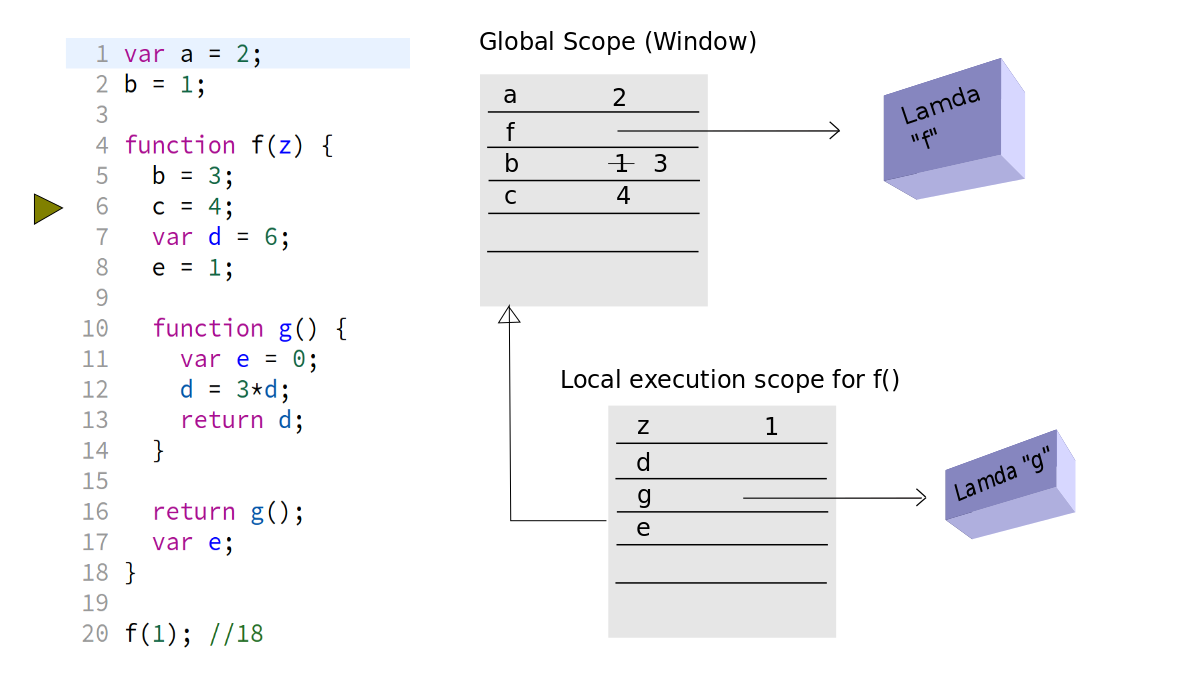 1 var a = 2;
2 b = 1;
3
4 function f(z) {
5 b = 3;
6 c = 4;
7 var d = 6;
8 e = 1;
9
10 function g() {
11 var e = 0;
12 d = 3*d;
13 return d;
14 }
15
16 return g();
17 var e;
18 }
19
20 f(1); //18
Global Scope (Window)
a 2
f
b 1 3
c 4
Lamda
"f"
Local execution scope for f()
z 1
d
g
e
Lamda "g"